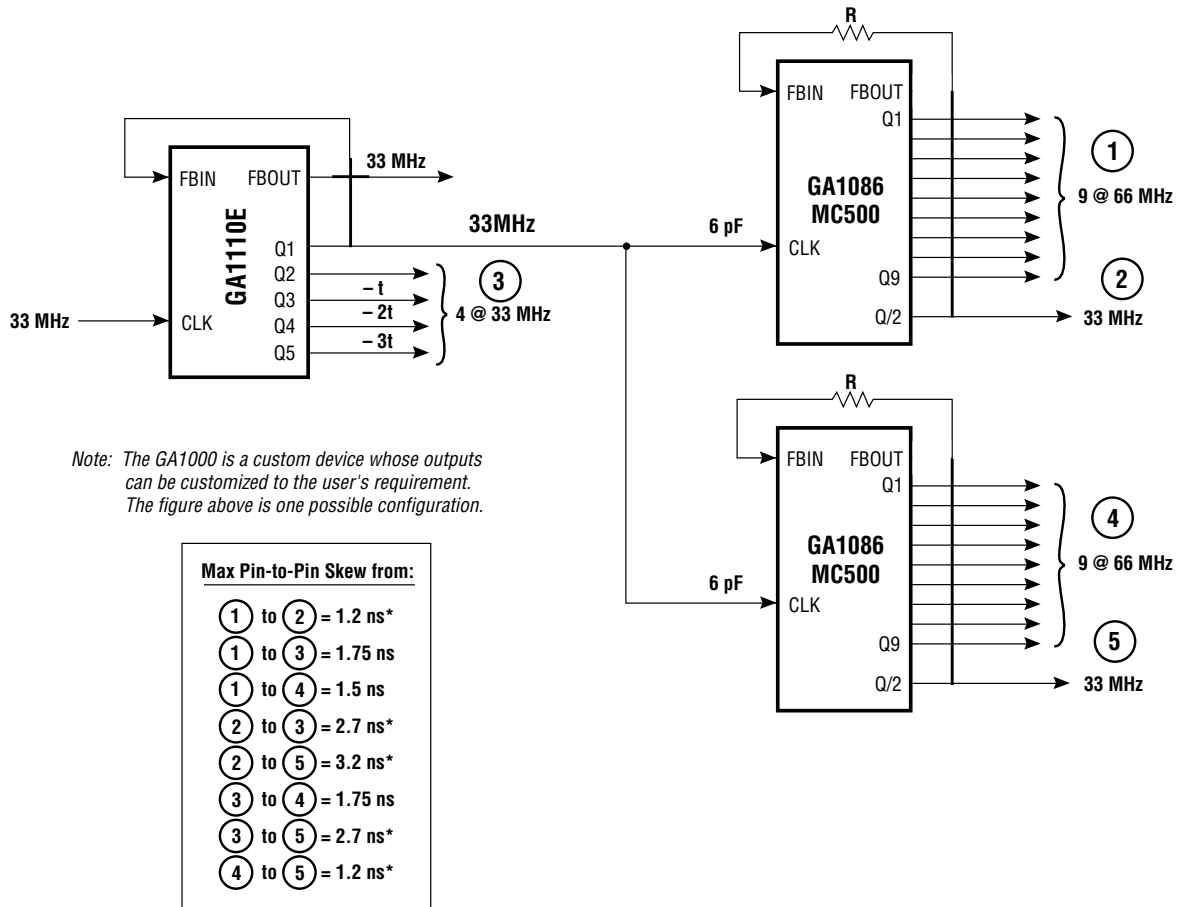 R
FBIN FBOUT
Q1
GA1086
MC500
1
9 @ 66 MHz
6 pF
CLK
Q9
2
Q/2
33 MHz
33 MHz
FBIN FBOUT
GA1110E
Q1
33MHz
Q2
Q3
– t
Q4
– 2t
Q5
– 3t
3
4 @ 33 MHz
33 MHz
CLK
R
FBIN FBOUT
Q1
GA1086
MC500
4
9 @ 66 MHz
6 pF
CLK
Q9
5
Q/2
33 MHz
Note: The GA1000 is a custom device whose outputs
can be customized to the user's requirement.
The figure above is one possible configuration.
Max Pin-to-Pin Skew from:
1 to 2 = 1.2 ns*
1 to 3 = 1.75 ns
1 to 4 = 1.5 ns
2 to 3 = 2.7 ns*
2 to 5 = 3.2 ns*
3 to 4 = 1.75 ns
3 to 5 = 2.7 ns*
4 to 5 = 1.2 ns*